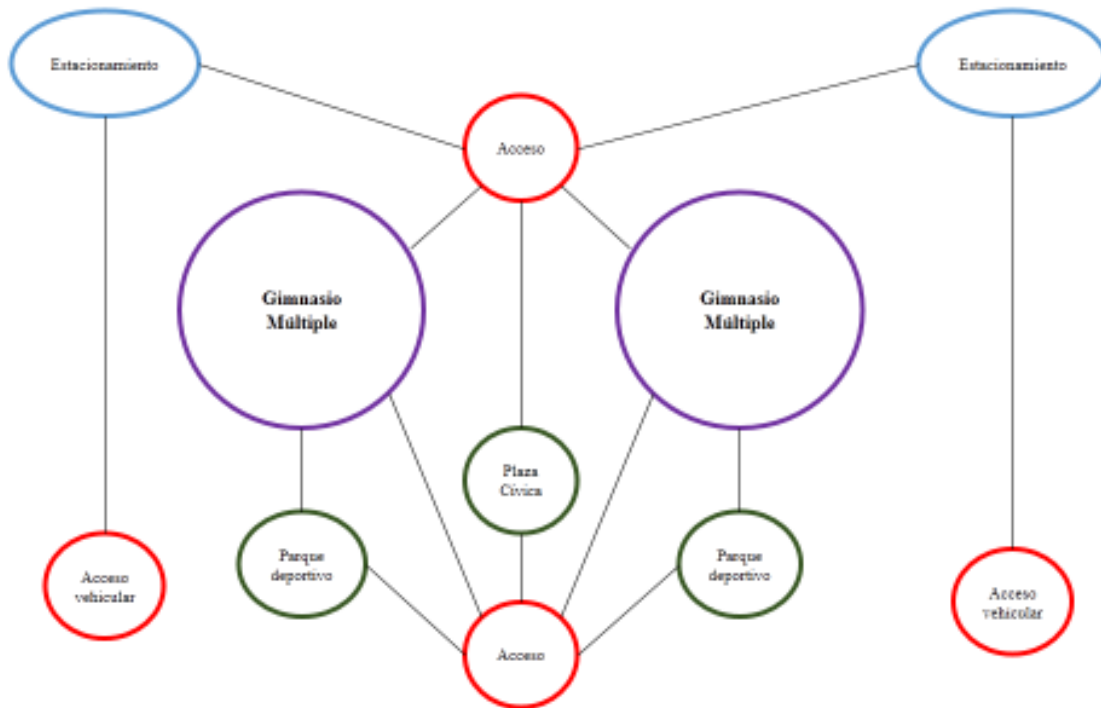 Estacionamiento
Estacionamiento
Acceso
Gimnasio
Múltiple
Gimnasio
Múltiple
Plaza
Cívica
Parque
deportivo
Parque
deportivo
Acceso
vehicular
Acceso
vehicular
Acceso